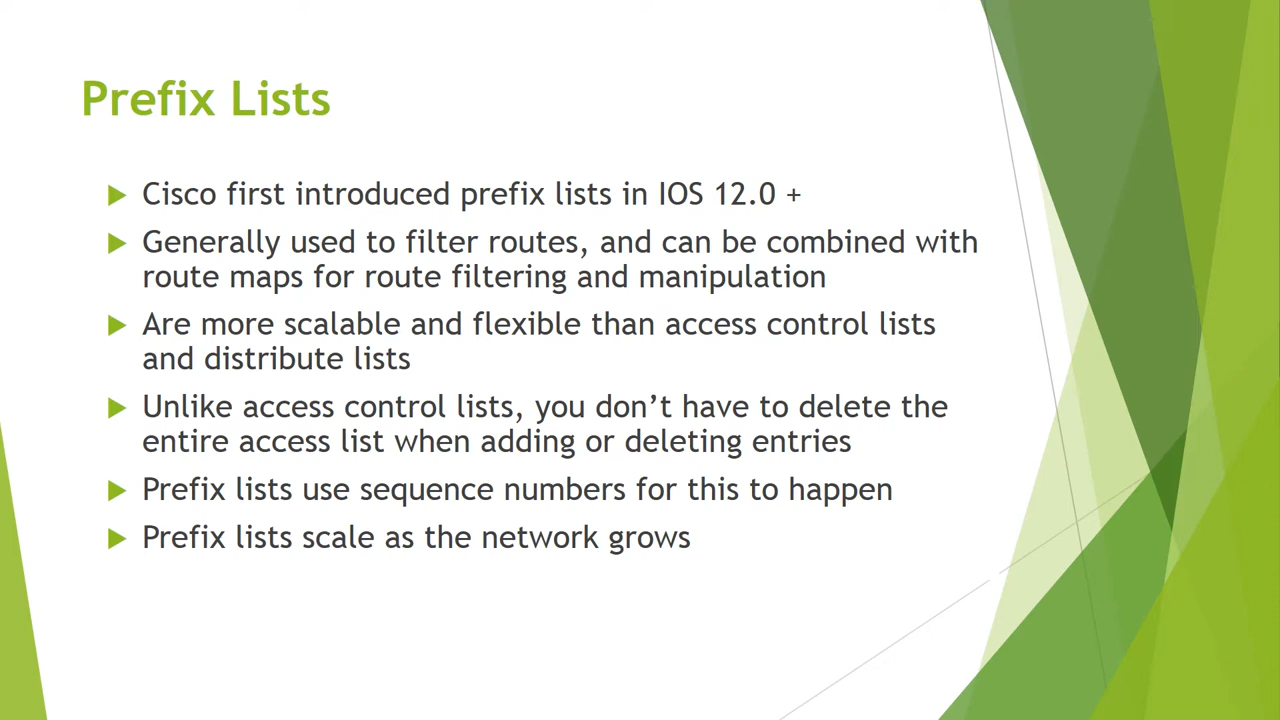 Prefix Lists
Cisco first introduced prefix lists in IOS 12.0 +
Generally used to filter routes, and can be combined with
route maps for route filtering and manipulation
Are more scalable and flexible than access control lists
and distribute lists
Unlike access control lists, you don’t have to delete the
entire access list when adding or deleting entries
Prefix lists use sequence numbers for this to happen
Prefix lists scale as the network grows